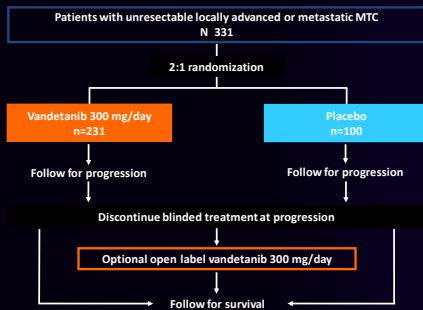 Patients with unresectable locally advanced or metastatic MTC
N 331
2:1 randomization
Vandetanib 300 mg/day
n=231
Placebo
n=100
Follow for progression
Follow for progression
Discontinue blinded treatment at progression
Optional open label vandetanib 300 mg/day
Follow for survival